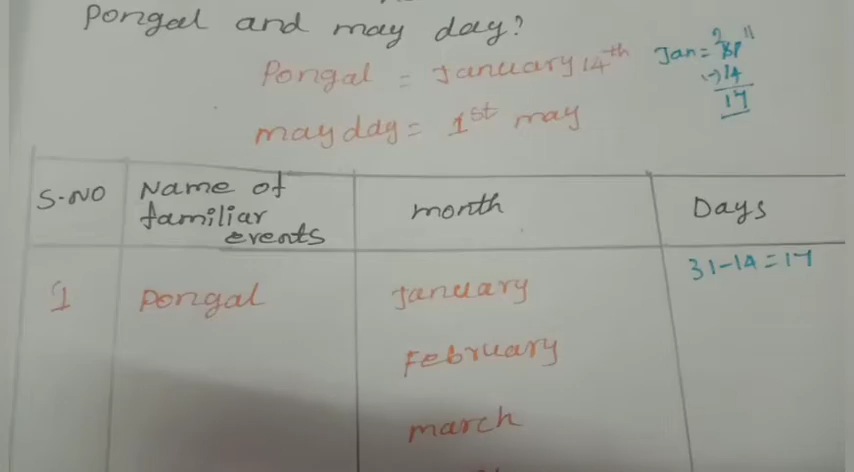 Pongal and may day?
Pongal = January 14th
Jan = 31
(-) 14
17
may day = 1st may
S.NO
Name of familiar events
month
Days
1
Pongal
January
31-14=17
February
march